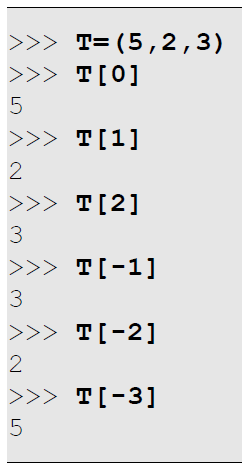 >>> T=(5,2,3)
>>> T[0]
5
>>> T[1]
2
>>> T[2]
3
>>> T[-1]
3
>>> T[-2]
2
>>> T[-3]
5